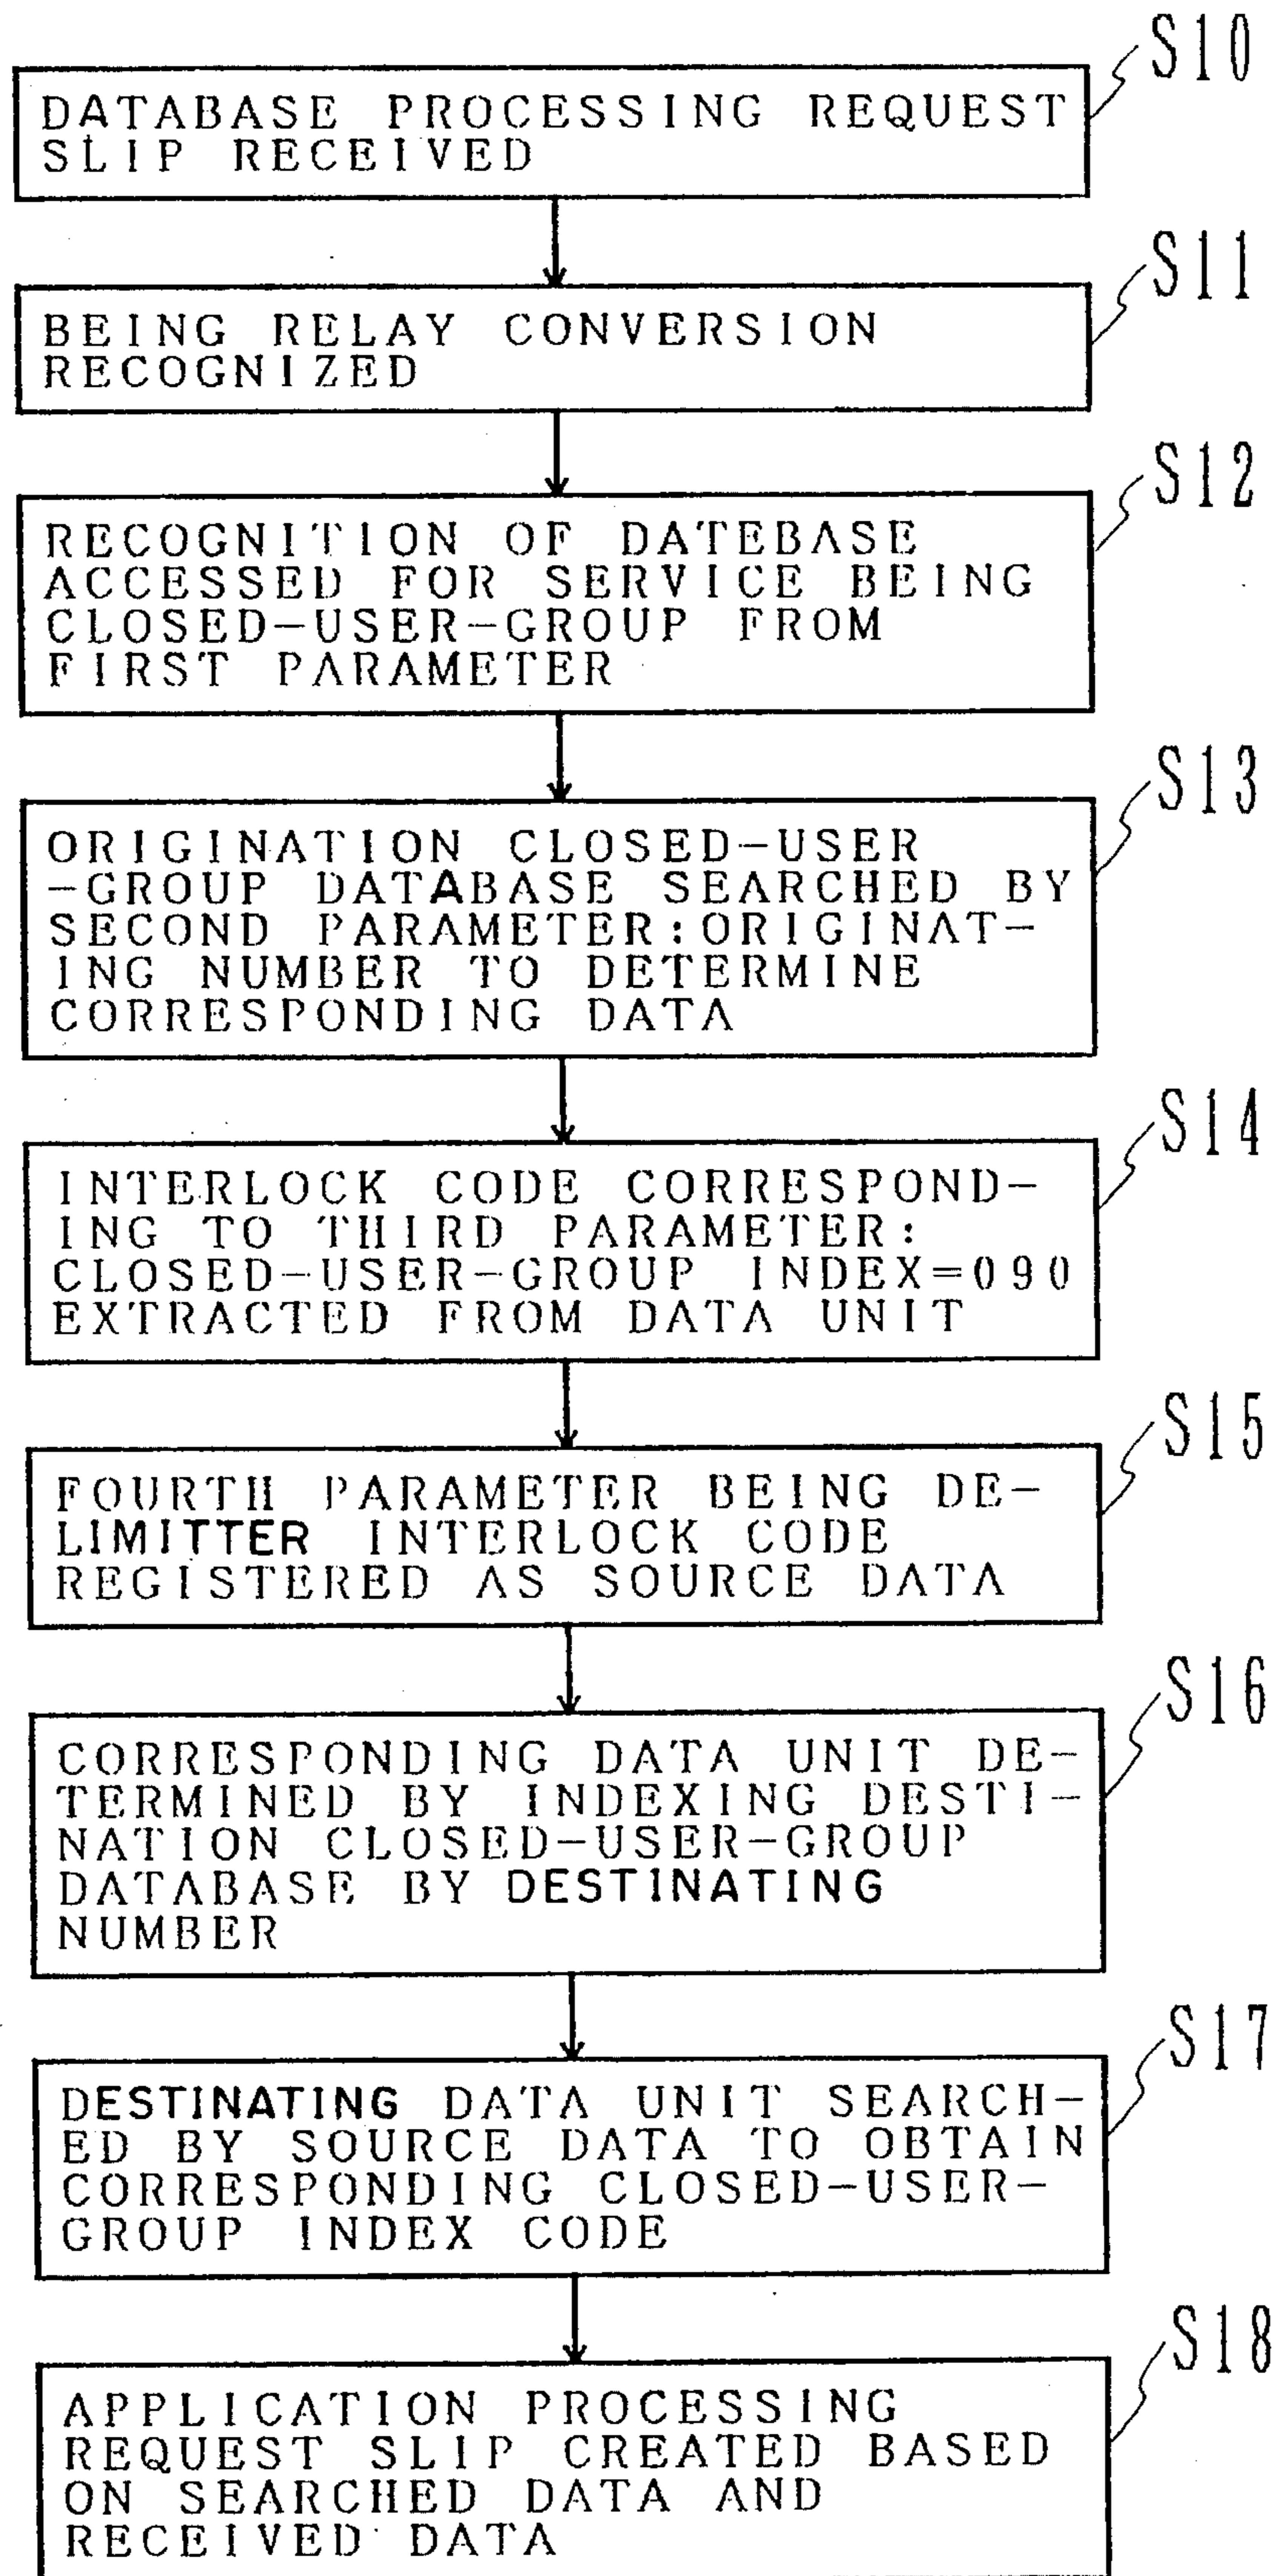 S10
DATABASE PROCESSING REQUEST
SLIP RECEIVED
S11
BEING RELAY CONVERSION
RECOGNIZED
S12
RECOGNITION OF DATEBASE
ACCESSED FOR SERVICE BEING
CLOSED-USER-GROUP FROM
FIRST PARAMETER
S13
ORIGINATION CLOSED-USER
-GROUP DATABASE SEARCHED BY
SECOND PARAMETER:ORIGINAT-
ING NUMBER TO DETERMINE
CORRESPONDING DATA
S14
INTERLOCK CODE CORRESPOND-
ING TO THIRD PARAMETER:
CLOSED-USER-GROUP INDEX=090
EXTRACTED FROM DATA UNIT
S15
FOURTH PARAMETER BEING DE-
LIMITTER INTERLOCK CODE
REGISTERED AS SOURCE DATA
S16
CORRESPONDING DATA UNIT DE-
TERMINED BY INDEXING DESTI-
NATION CLOSED-USER-GROUP
DATABASE BY DESTINATING
NUMBER
S17
DESTINATING DATA UNIT SEARCH-
ED BY SOURCE DATA TO OBTAIN
CORRESPONDING CLOSED-USER-
GROUP INDEX CODE
S18
APPLICATION PROCESSING
REQUEST SLIP CREATED BASED
ON SEARCHED DATA AND
RECEIVED DATA